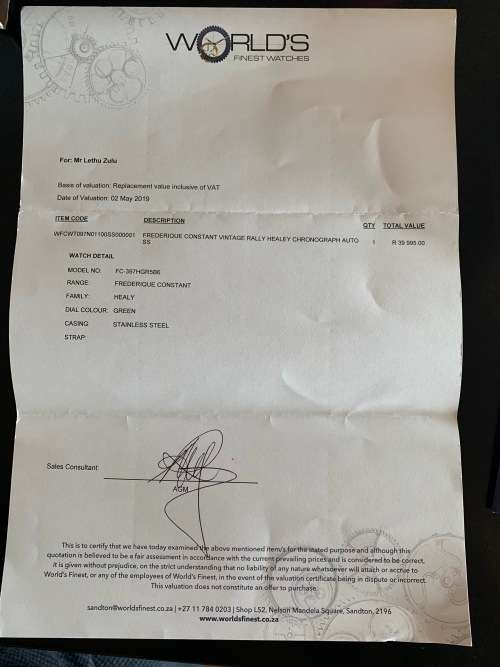 WORLD'S
FINEST WATCHES
For: Mr Lethu Zulu
Basis of valuation: Replacement value inclusive of VAT
Date of Valuation: 02 May 2019
ITEM CODE DESCRIPTION QTY TOTAL VALUE
WFCWT097N01100SS000001 FREDERIQUE CONSTANT VINTAGE RALLY HEALEY CHRONOGRAPH AUTO 1 R 39 995.00
SS
WATCH DETAIL
MODEL NO: FC-397HGR5B6
RANGE: FREDERIQUE CONSTANT
FAMILY: HEALY
DIAL COLOUR: GREEN
CASING: STAINLESS STEEL
STRAP:
Sales Consultant:
AGM
This is to certify that we have today examined the above mentioned item/s for the stated purpose and although this
quotation is believed to be a fair assessment in accordance with the current prevailing prices and is considered to be correct,
it is given without prejudice, on the strict understanding that no liability of any nature whatsoever will attach or accrue to
World's Finest, or any of the employees of World's Finest, in the event of the valuation certificate being in dispute or incorrect.
This valuation does not constitute an offer to purchase.
sandton@worldsfinest.co.za | +27 11 784 0203 | Shop L52, Nelson Mandela Square, Sandton, 2196
www.worldsfinest.co.za